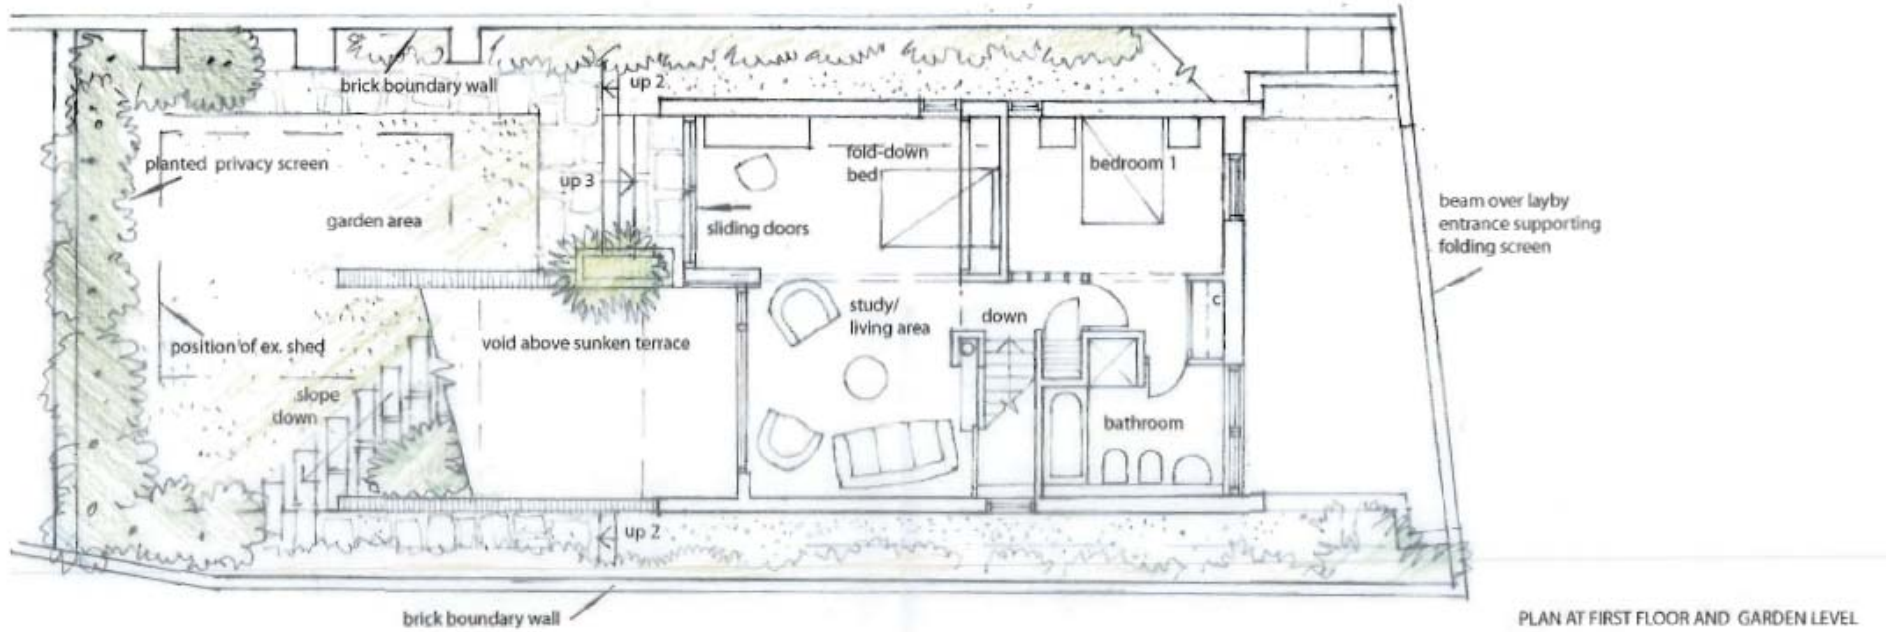 brick boundary wall
up 2
planted privacy screen
fold-down
bed
bedroom 1
up 3
garden area
sliding doors
beam over layby
entrance supporting
folding screen
c
study/
living area
down
void above sunken terrace
position of ex. shed
slope
down
bathroom
up 2
brick boundary wall
PLAN AT FIRST FLOOR AND GARDEN LEVEL